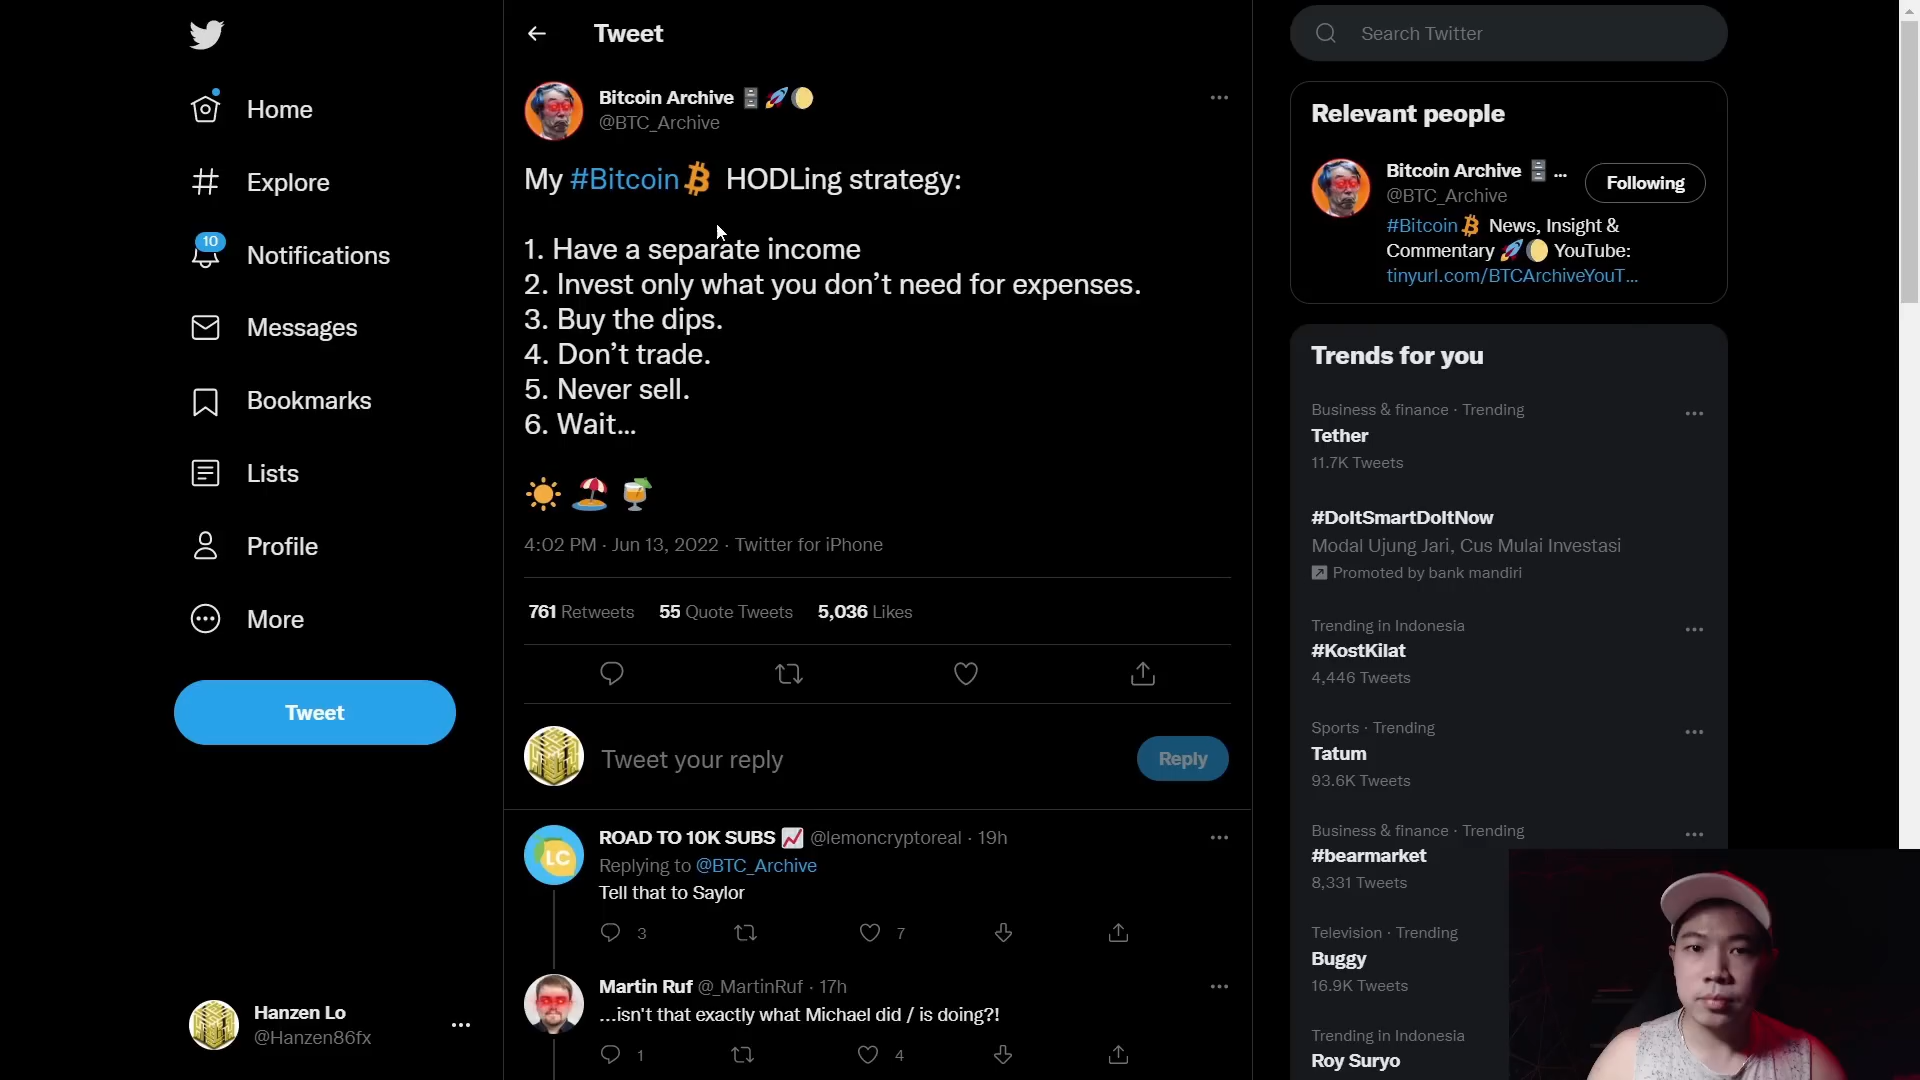 Home
Explore
10
Notifications
Messages
Bookmarks
Lists
Profile
More
Tweet
Hanzen Lo
@Hanzen86fx
Tweet
Bitcoin Archive
@BTC_Archive
My #Bitcoin HODLing strategy:
1. Have a separate income
2. Invest only what you don’t need for expenses.
3. Buy the dips.
4. Don’t trade.
5. Never sell.
6. Wait...
4:02 PM · Jun 13, 2022 · Twitter for iPhone
761 Retweets 55 Quote Tweets 5,036 Likes
Tweet your reply
Reply
LC
ROAD TO 10K SUBS @lemoncryptoreal · 19h
Replying to @BTC_Archive
Tell that to Saylor
3 7
Martin Ruf @_MartinRuf · 17h
...isn't that exactly what Michael did / is doing?!
1 4
Search Twitter
Relevant people
Bitcoin Archive ...
@BTC_Archive
Following
#Bitcoin News, Insight &
Commentary YouTube:
tinyurl.com/BTCArchiveYouT...
Trends for you
Business & finance · Trending
Tether
11.7K Tweets
#DoItSmartDoItNow
Modal Ujung Jari, Cus Mulai Investasi
Promoted by bank mandiri
Trending in Indonesia
#KostKilat
4,446 Tweets
Sports · Trending
Tatum
93.6K Tweets
Business & finance · Trending
#bearmarket
8,331 Tweets
Television · Trending
Buggy
16.9K Tweets
Trending in Indonesia
Roy Suryo